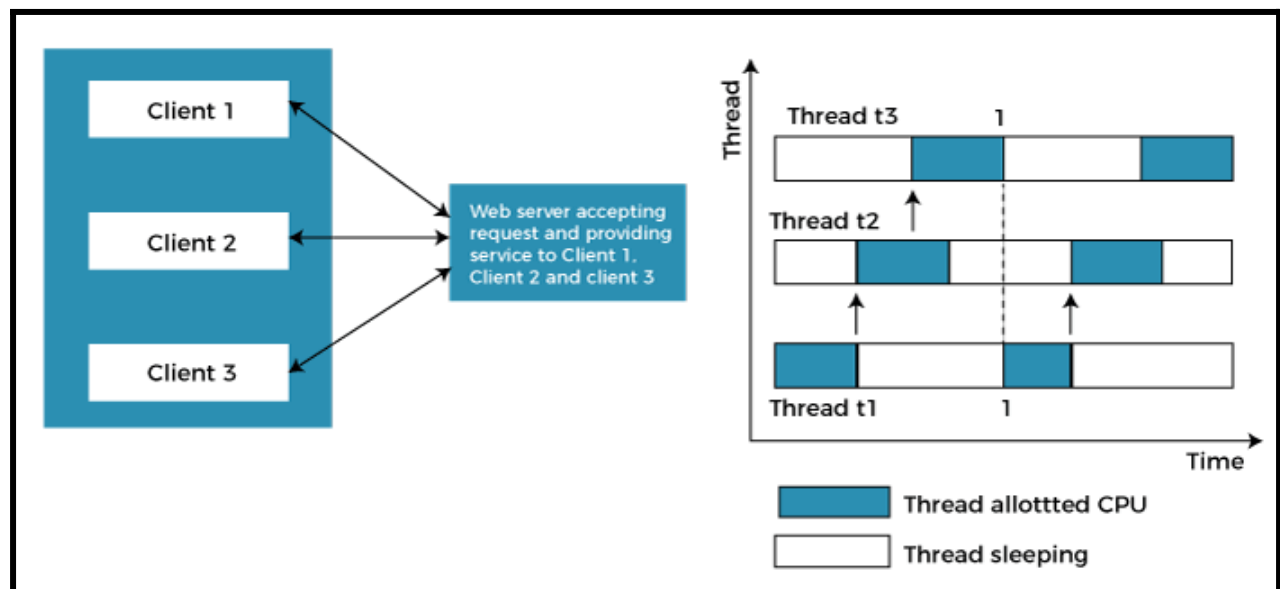 Client 1
Client 2
Client 3
Web server accepting
request and providing
service to Client 1,
Client 2 and client 3
Thread
Thread t3
1
Thread t2
Thread t1
1
Time
Thread allottted CPU
Thread sleeping